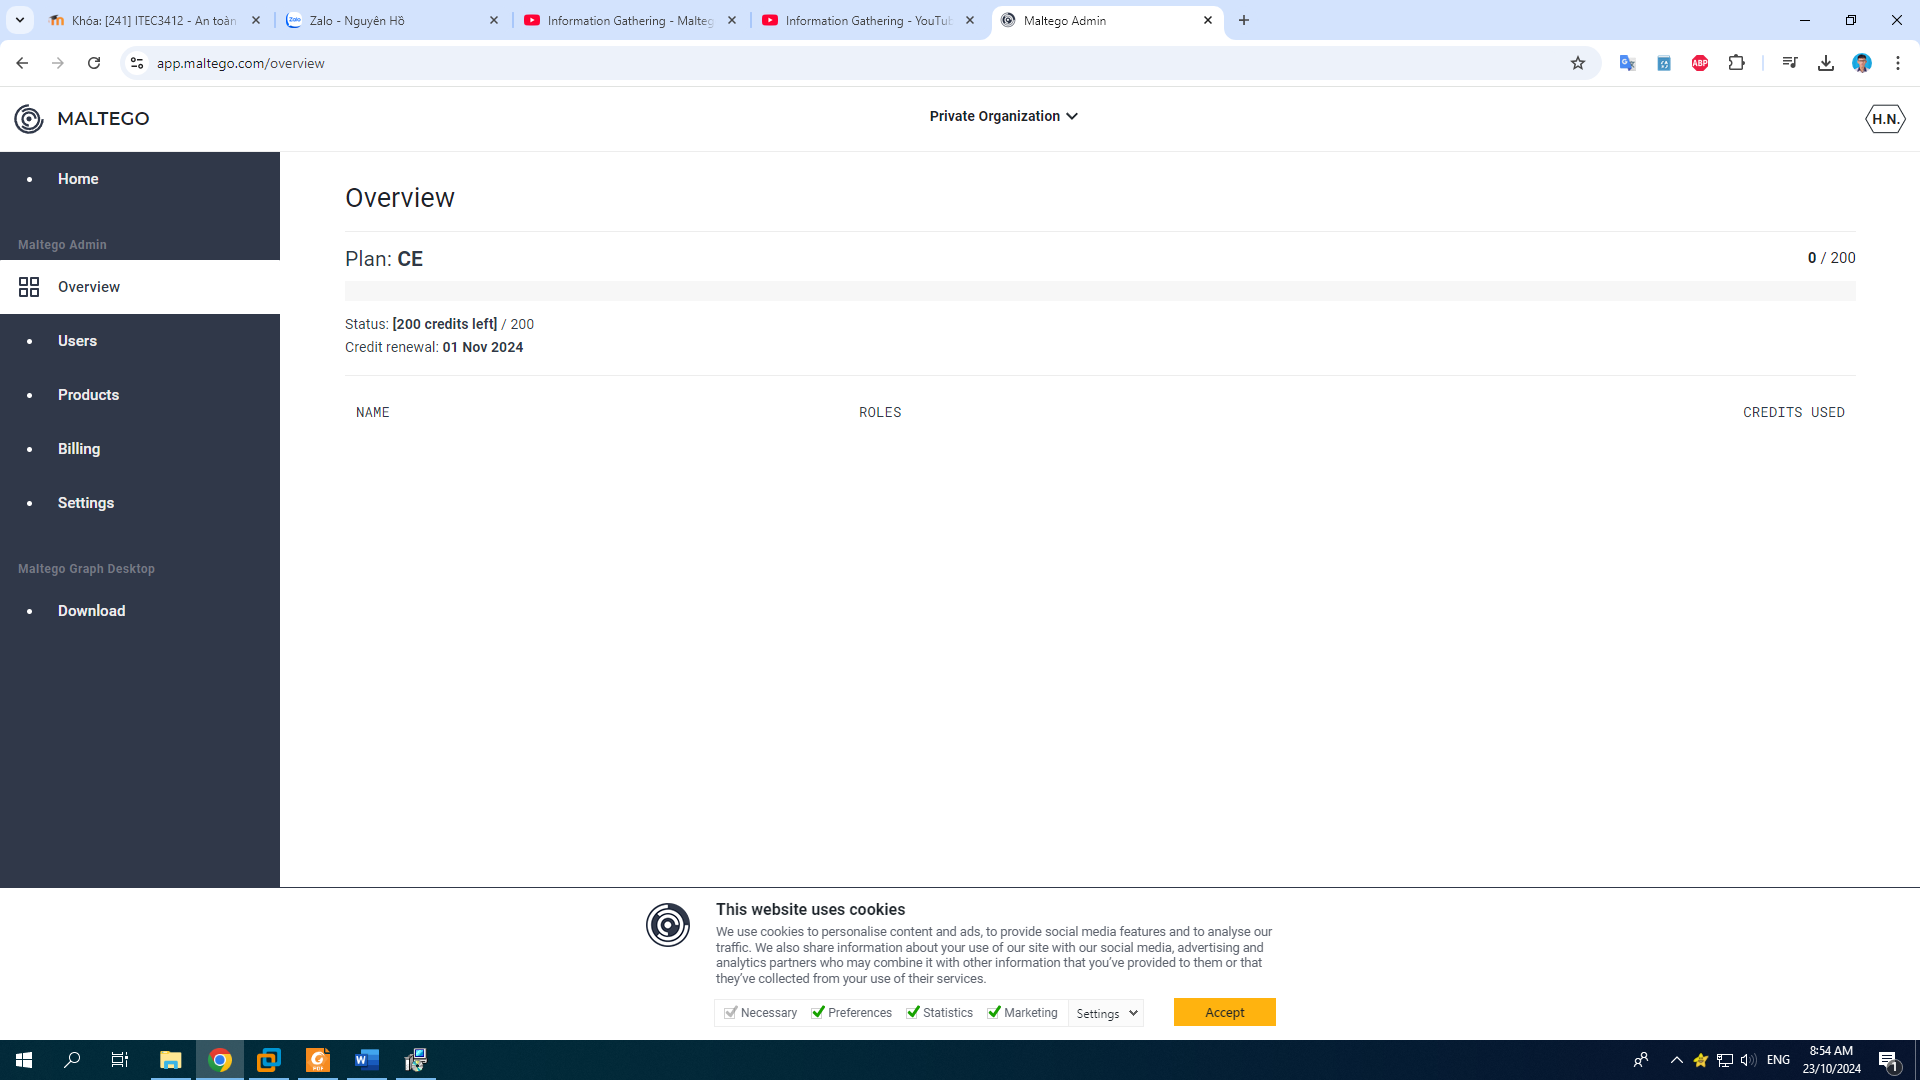 Khóa: [241] ITEC3412 - An toàn
Zalo - Nguyên Hồ
Information Gathering - Malteg
Information Gathering - YouTub
Maltego Admin
app.maltego.com/overview
ABP
MALTEGO
Private Organization
H.N.
Home
Maltego Admin
Overview
Users
Products
Billing
Settings
Maltego Graph Desktop
Download
Overview
Plan: CE
0 / 200
Status: [200 credits left] / 200
Credit renewal: 01 Nov 2024
NAME
ROLES
CREDITS USED
This website uses cookies
We use cookies to personalise content and ads, to provide social media features and to analyse our
traffic. We also share information about your use of our site with our social media, advertising and
analytics partners who may combine it with other information that you’ve provided to them or that
they’ve collected from your use of their services.
Necessary
Preferences
Statistics
Marketing
Settings
Accept
ENG
8:54 AM
23/10/2024
1